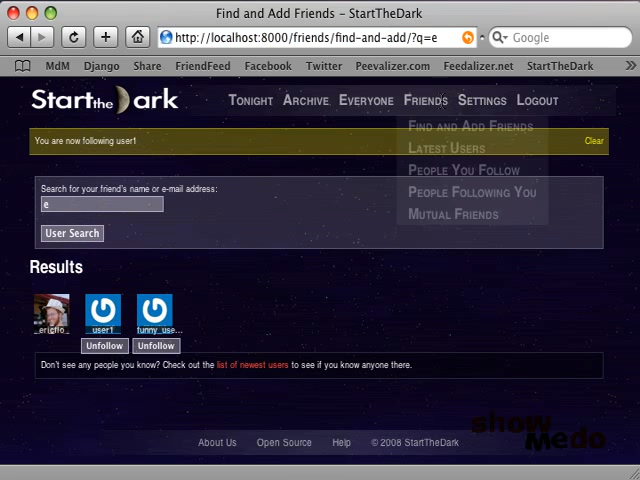 Find and Add Friends – StartTheDark
http://localhost:8000/friends/find-and-add/?q=e
Google
MdM Django Share FriendFeed Facebook Twitter Peevalizer.com Feedalizer.net StartTheDark
Start the Dark
Tonight Archive Everyone Friends Settings Logout
Find and Add Friends
Latest Users
People You Follow
People Following You
Mutual Friends
You are now following user1 Clear
Search for your friend's name or e-mail address:
e
User Search
Results
ericflo user1 funny_use...
Unfollow Unfollow
Don't see any people you know? Check out the list of newest users to see if you know anyone there.
showmedo
About Us Open Source Help © 2008 StartTheDark